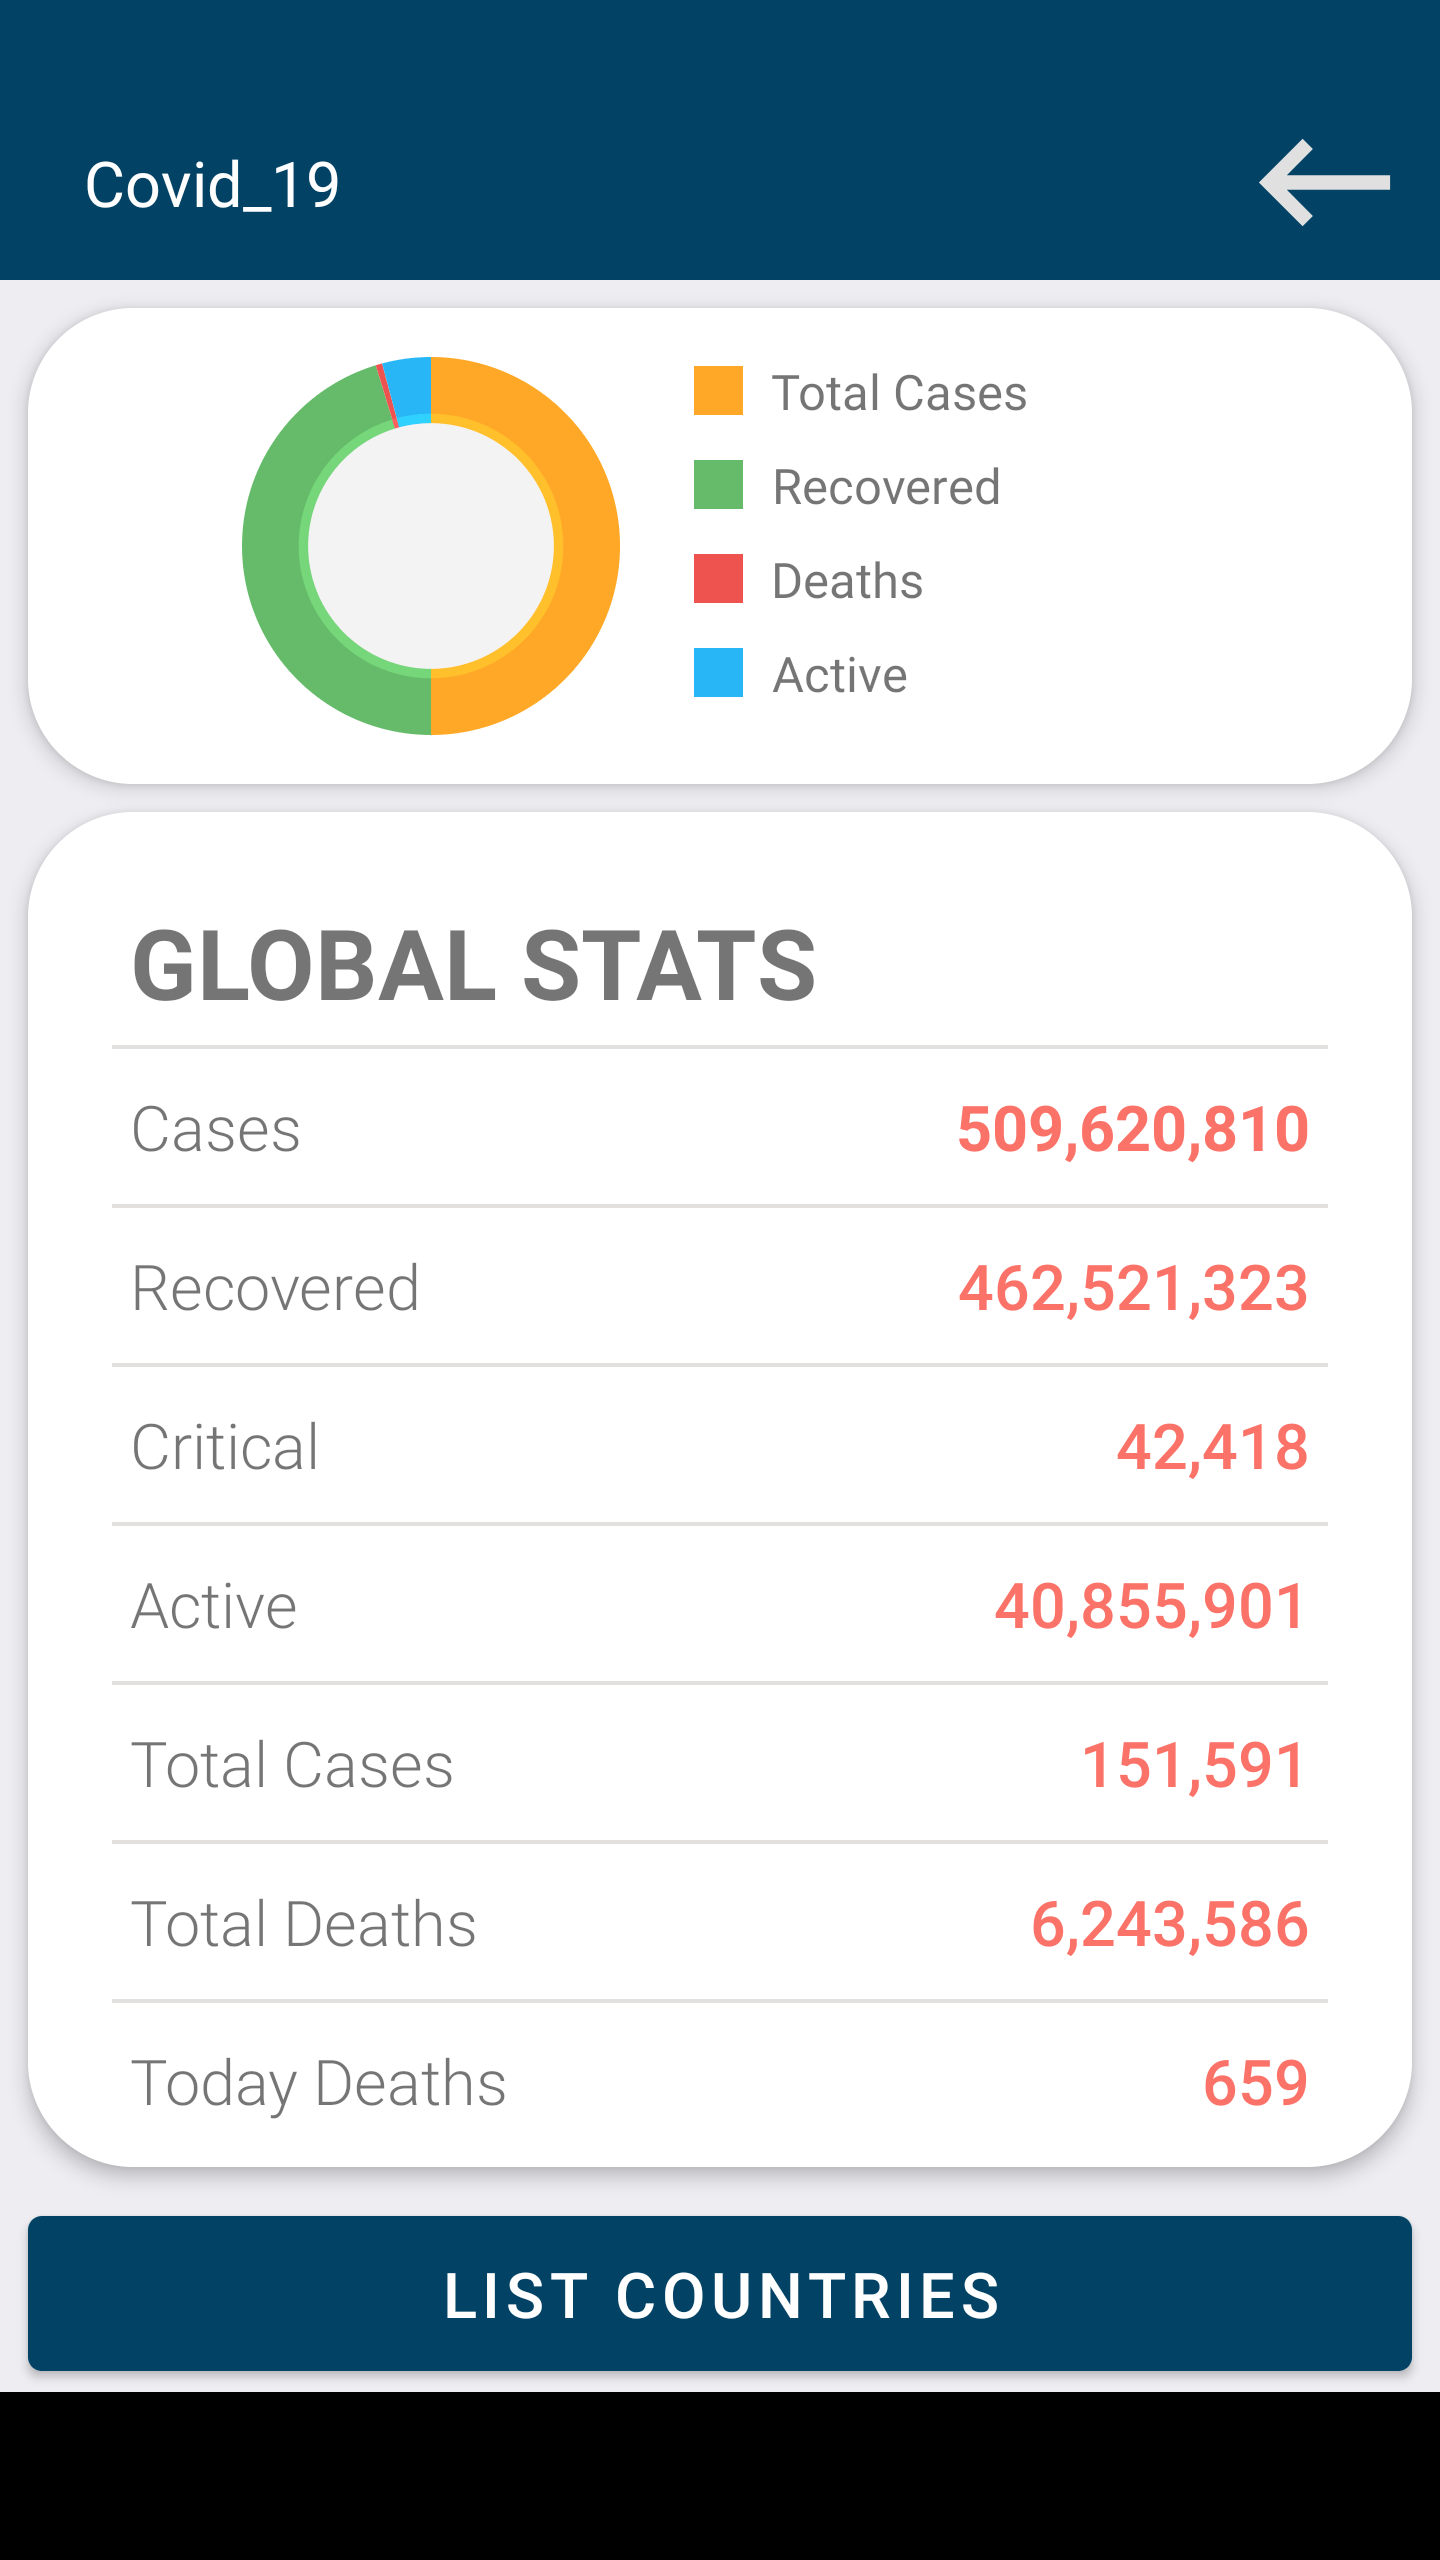 Covid_19
Total Cases
Recovered
Deaths
Active
GLOBAL STATS
Cases 509,620,810
Recovered 462,521,323
Critical 42,418
Active 40,855,901
Total Cases 151,591
Total Deaths 6,243,586
Today Deaths 659
LIST COUNTRIES